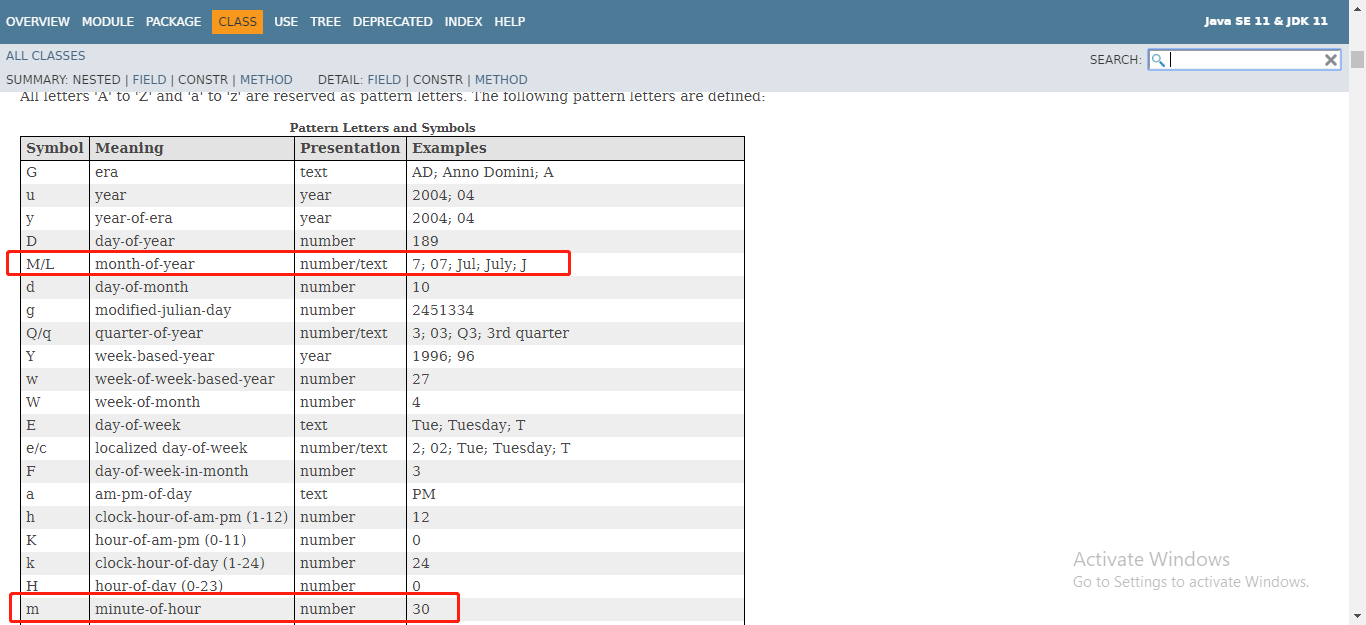 OVERVIEW MODULE PACKAGE CLASS USE TREE DEPRECATED INDEX HELP Java SE 11 & JDK 11
ALL CLASSES SEARCH:
SUMMARY: NESTED | FIELD | CONSTR | METHOD DETAIL: FIELD | CONSTR | METHOD
All letters 'A' to 'Z' and 'a' to 'z' are reserved as pattern letters. The following pattern letters are defined:
Pattern Letters and Symbols
Symbol Meaning Presentation Examples
G era text AD; Anno Domini; A
u year year 2004; 04
y year-of-era year 2004; 04
D day-of-year number 189
M/L month-of-year number/text 7; 07; Jul; July; J
d day-of-month number 10
g modified-julian-day number 2451334
Q/q quarter-of-year number/text 3; 03; Q3; 3rd quarter
Y week-based-year year 1996; 96
w week-of-week-based-year number 27
W week-of-month number 4
E day-of-week text Tue; Tuesday; T
e/c localized day-of-week number/text 2; 02; Tue; Tuesday; T
F day-of-week-in-month number 3
a am-pm-of-day text PM
h clock-hour-of-am-pm (1-12) number 12
K hour-of-am-pm (0-11) number 0
k clock-hour-of-day (1-24) number 24
H hour-of-day (0-23) number 0
m minute-of-hour number 30
Activate Windows
Go to Settings to activate Windows.